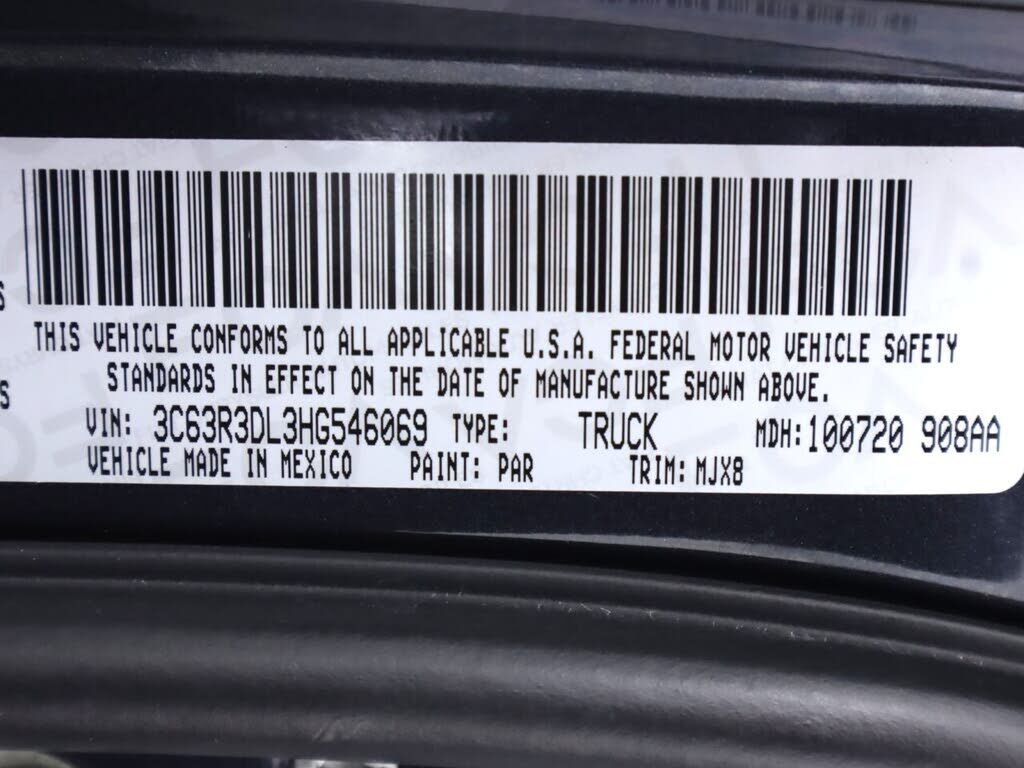 THIS VEHICLE CONFORMS TO ALL APPLICABLE U.S.A. FEDERAL MOTOR VEHICLE SAFETY
STANDARDS IN EFFECT ON THE DATE OF MANUFACTURE SHOWN ABOVE.
VIN: 3C63R3DL3HG546069 TYPE: TRUCK MDH:100720 908AA
VEHICLE MADE IN MEXICO PAINT: PAR TRIM: MJX8